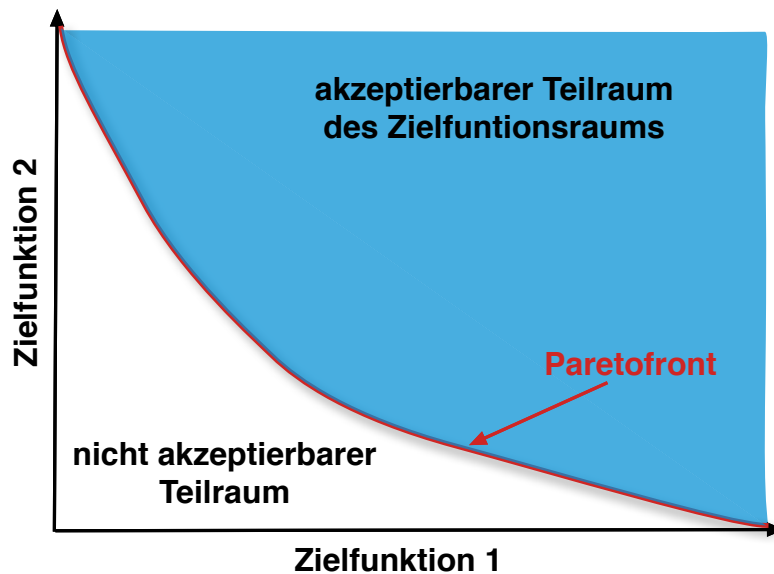 akzeptierbarer Teilraum
des Zielfuntionsraums
Zielfunktion 2
Paretofront
nicht akzeptierbarer
Teilraum
Zielfunktion 1